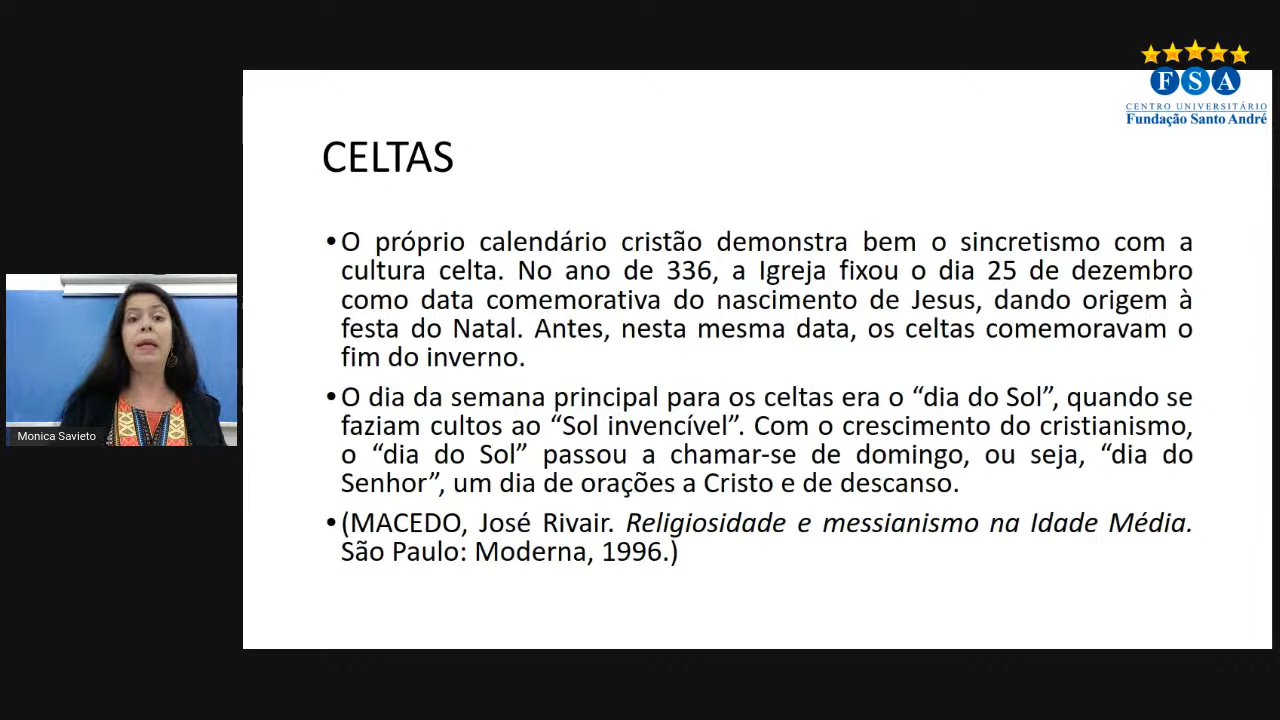 F S A
CENTRO UNIVERSITÁRIO
Fundação Santo André
CELTAS
•O próprio calendário cristão demonstra bem o sincretismo com a
cultura celta. No ano de 336, a Igreja fixou o dia 25 de dezembro
como data comemorativa do nascimento de Jesus, dando origem à
festa do Natal. Antes, nesta mesma data, os celtas comemoravam o
fim do inverno.
•O dia da semana principal para os celtas era o “dia do Sol”, quando se
faziam cultos ao “Sol invencível”. Com o crescimento do cristianismo,
o “dia do Sol” passou a chamar-se de domingo, ou seja, “dia do
Senhor”, um dia de orações a Cristo e de descanso.
•(MACEDO, José Rivair. Religiosidade e messianismo na Idade Média.
São Paulo: Moderna, 1996.)
Monica Savieto